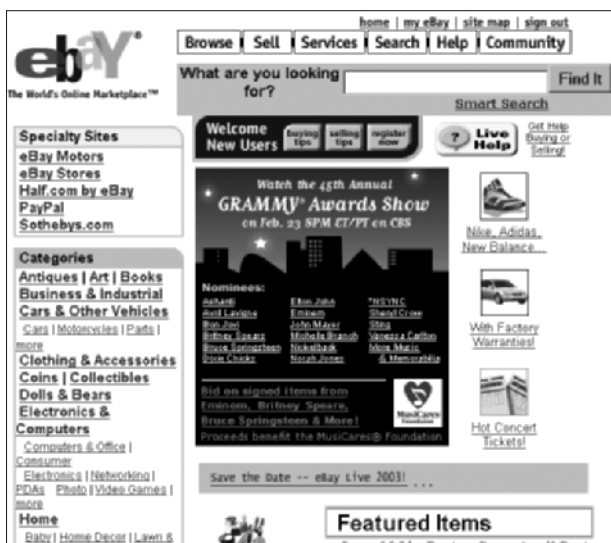 home | my eBay | site map | sign out
ebaY®
The World's Online Marketplace™
Browse Sell Services Search Help Community
What are you looking for?
Find It
Smart Search
Welcome New Users
buying tips
selling tips
register now
? Live Help
Get Help Buying or Selling!
Specialty Sites
eBay Motors
eBay Stores
Half.com by eBay
PayPal
Sothebys.com
Categories
Antiques | Art | Books
Business & Industrial
Cars & Other Vehicles
Cars | Motorcycles | Parts |
more
Clothing & Accessories
Coins | Collectibles
Dolls & Bears
Electronics &
Computers
Computers & Office |
Consumer
Electronics | Networking |
PDAs Photo | Video Games |
more
Home
Baby | Home Decor | Lawn &
Watch the 45th Annual
GRAMMY® Awards Show
on Feb. 23 8PM ET/PT on CBS
Nominees:
Ashanti
Avril Lavigne
Bon Jovi
Britney Spears
Bruce Springsteen
Dixie Chicks
Elton John
Eminem
John Mayer
Michelle Branch
Nickelback
Norah Jones
*NSYNC
Sheryl Crow
Sting
Vanessa Carlton
More Music
& Memorabilia
Bid on signed items from
Eminem, Britney Spears,
Bruce Springsteen & More!
Proceeds benefit the MusiCares® Foundation
MusiCares
Foundation
Nike, Adidas,
New Balance...
With Factory
Warranties!
Hot Concert
Tickets!
Save the Date -- eBay Live 2003! ...
Featured Items